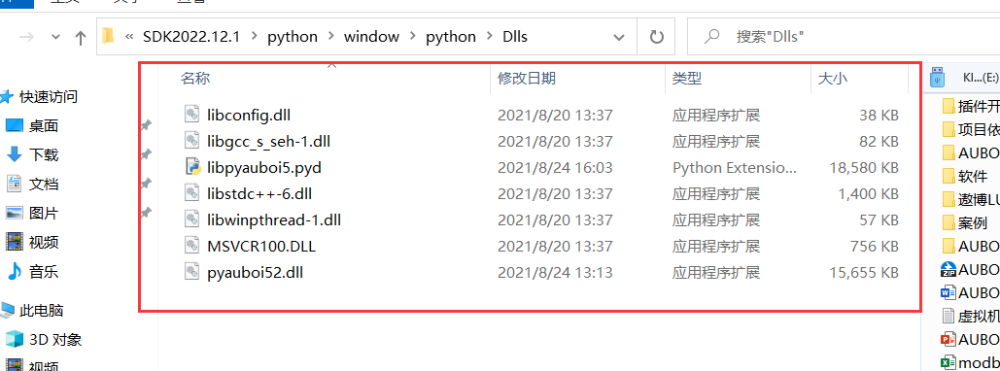 « SDK2022.12.1 > python > window > python > Dlls
搜索"Dlls"
名称 修改日期 类型 大小
libconfig.dll 2021/8/20 13:37 应用程序扩展 38 KB
libgcc_s_seh-1.dll 2021/8/20 13:37 应用程序扩展 82 KB
libpyauboi5.pyd 2021/8/24 16:03 Python Extensio... 18,580 KB
libstdc++-6.dll 2021/8/20 13:37 应用程序扩展 1,400 KB
libwinpthread-1.dll 2021/8/20 13:37 应用程序扩展 57 KB
MSVCR100.DLL 2021/8/20 13:37 应用程序扩展 756 KB
pyauboi52.dll 2021/8/24 13:13 应用程序扩展 15,655 KB
快速访问
桌面
下载
文档
图片
视频
音乐
此电脑
3D 对象
视频
KI...(E:)
插件开
项目依
AUBO
软件
遨博LU
案例
AUBO
AUBO
ZIP
AUBO
虚拟机
AUBO
modb